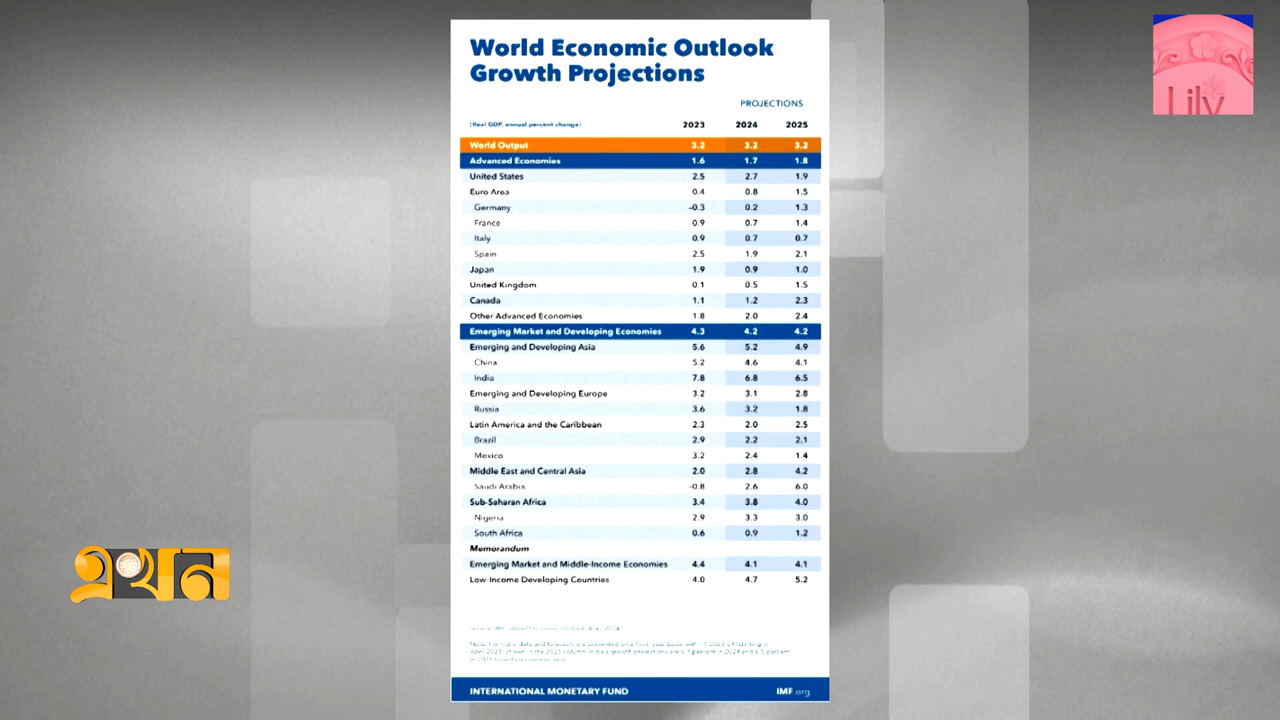 World Economic Outlook
Growth Projections
PROJECTIONS
(Real GDP, annual percent change) 2023 2024 2025
World Output 3.2 3.2 3.2
Advanced Economies 1.6 1.7 1.8
United States 2.5 2.7 1.9
Euro Area 0.4 0.8 1.5
Germany -0.3 0.2 1.3
France 0.9 0.7 1.4
Italy 0.9 0.7 0.7
Spain 2.5 1.9 2.1
Japan 1.9 0.9 1.0
United Kingdom 0.1 0.5 1.5
Canada 1.1 1.2 2.3
Other Advanced Economies 1.8 2.0 2.4
Emerging Market and Developing Economies 4.3 4.2 4.2
Emerging and Developing Asia 5.6 5.2 4.9
China 5.2 4.6 4.1
India 7.8 6.8 6.5
Emerging and Developing Europe 3.2 3.1 2.8
Russia 3.6 3.2 1.8
Latin America and the Caribbean 2.3 2.0 2.5
Brazil 2.9 2.2 2.1
Mexico 3.2 2.4 1.4
Middle East and Central Asia 2.0 2.8 4.2
Saudi Arabia -0.8 2.6 6.0
Sub-Saharan Africa 3.4 3.8 4.0
Nigeria 2.9 3.3 3.0
South Africa 0.6 0.9 1.2
Memorandum
Emerging Market and Middle-Income Economies 4.4 4.1 4.1
Low-Income Developing Countries 4.0 4.7 5.2
INTERNATIONAL MONETARY FUND IMF.org
Lily
এখন